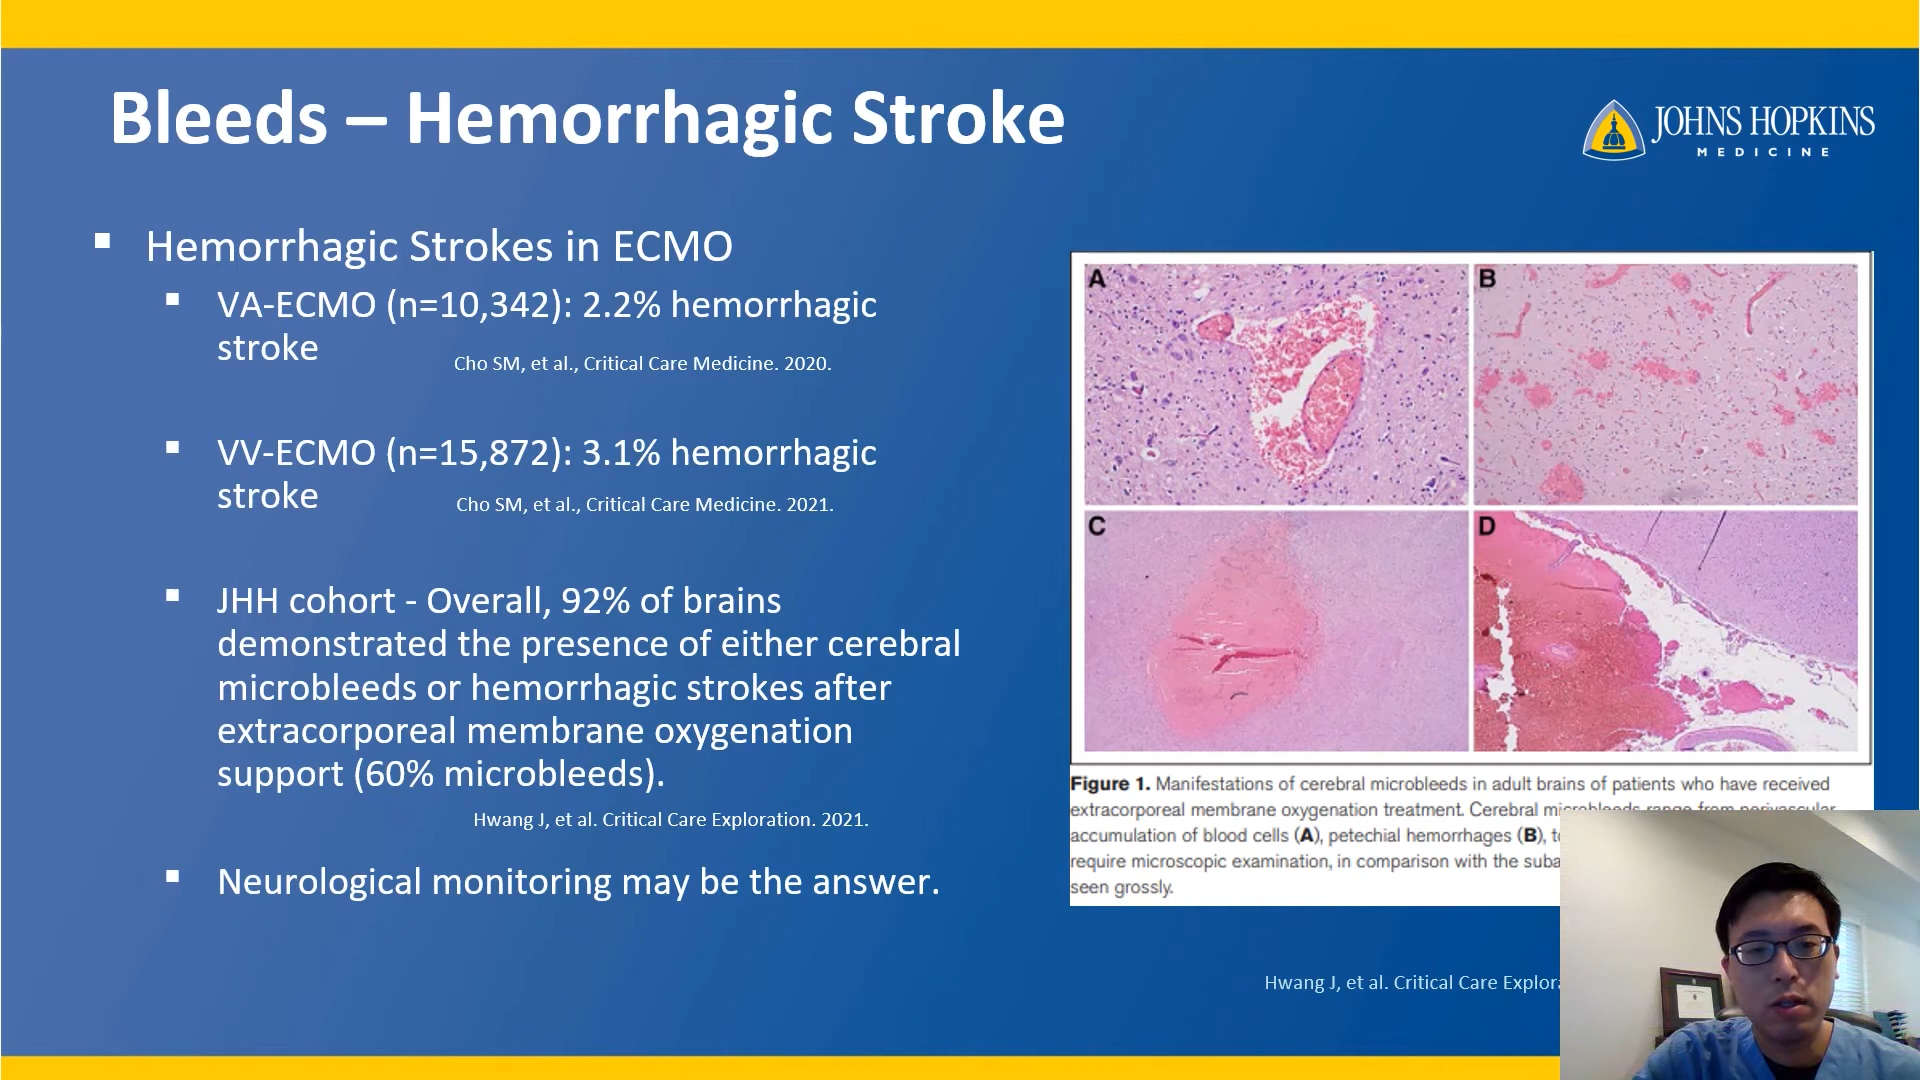 Bleeds – Hemorrhagic Stroke
JOHNS HOPKINS
MEDICINE
▪ Hemorrhagic Strokes in ECMO
▪ VA-ECMO (n=10,342): 2.2% hemorrhagic
stroke
Cho SM, et al., Critical Care Medicine. 2020.
▪ VV-ECMO (n=15,872): 3.1% hemorrhagic
stroke
Cho SM, et al., Critical Care Medicine. 2021.
▪ JHH cohort - Overall, 92% of brains
demonstrated the presence of either cerebral
microbleeds or hemorrhagic strokes after
extracorporeal membrane oxygenation
support (60% microbleeds).
Hwang J, et al. Critical Care Exploration. 2021.
▪ Neurological monitoring may be the answer.
A
B
C
D
Figure 1. Manifestations of cerebral microbleeds in adult brains of patients who have received
extracorporeal membrane oxygenation treatment. Cerebral microbleeds range from perivascular
accumulation of blood cells (A), petechial hemorrhages (B),
require microscopic examination, in comparison with the
seen grossly.
Hwang J, et al. Critical Care